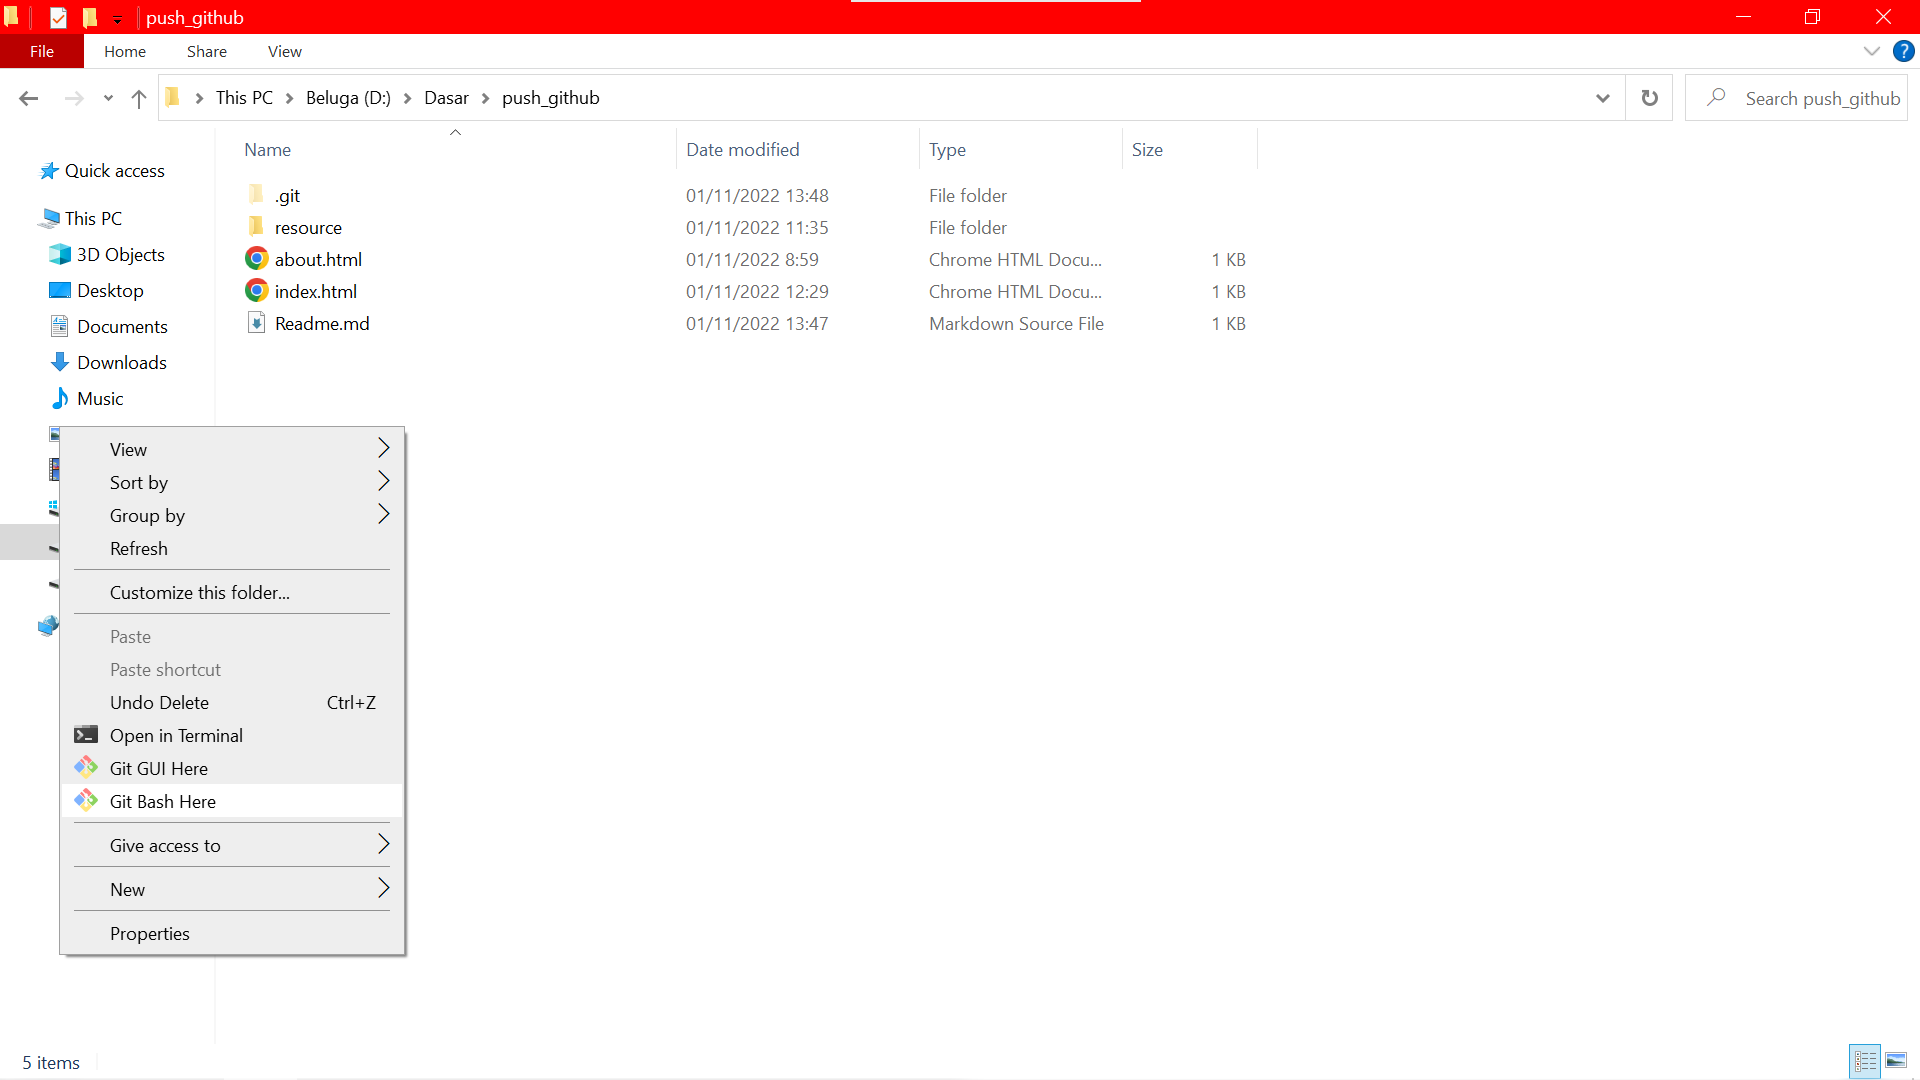 push_github
File Home Share View
This PC Beluga (D:) Dasar push_github
Search push_github
Name Date modified Type Size
Quick access
This PC
3D Objects
Desktop
Documents
Downloads
Music
.git 01/11/2022 13:48 File folder
resource 01/11/2022 11:35 File folder
about.html 01/11/2022 8:59 Chrome HTML Docu... 1 KB
index.html 01/11/2022 12:29 Chrome HTML Docu... 1 KB
Readme.md 01/11/2022 13:47 Markdown Source File 1 KB
View
Sort by
Group by
Refresh
Customize this folder...
Paste
Paste shortcut
Undo Delete Ctrl+Z
Open in Terminal
Git GUI Here
Git Bash Here
Give access to
New
Properties
5 items